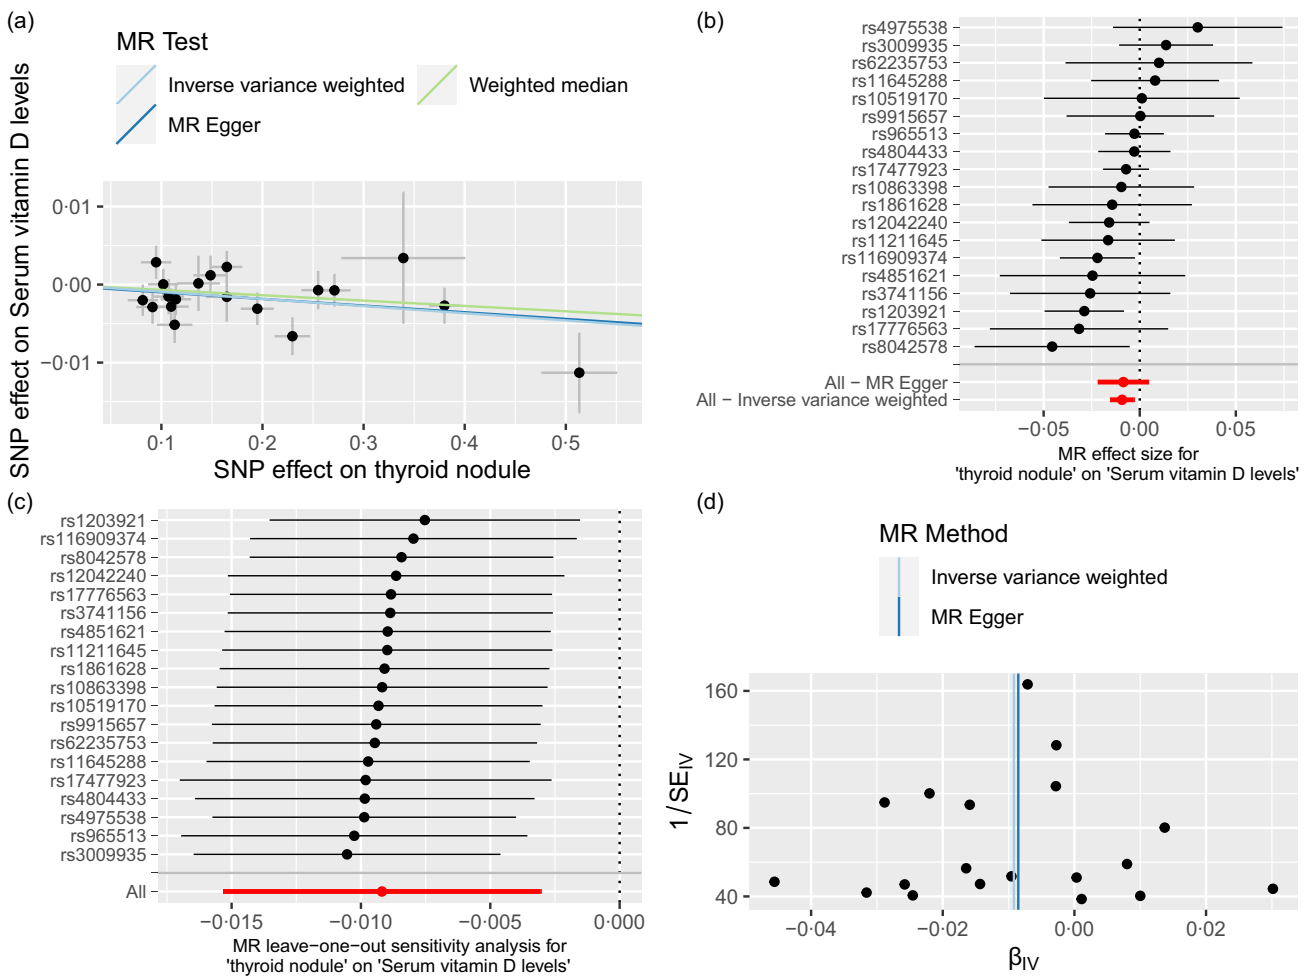 (a)
MR Test
Inverse variance weighted
Weighted median
MR Egger
SNP effect on Serum vitamin D levels
0·01
0·00
−0·01
0·1
0·2
0·3
0·4
0·5
SNP effect on thyroid nodule
(b)
rs4975538
rs3009935
rs62235753
rs11645288
rs10519170
rs9915657
rs965513
rs4804433
rs17477923
rs10863398
rs1861628
rs12042240
rs11211645
rs116909374
rs4851621
rs3741156
rs1203921
rs17776563
rs8042578
All − MR Egger
All − Inverse variance weighted
−0·05
0·00
0·05
MR effect size for
'thyroid nodule' on 'Serum vitamin D levels'
(c)
rs1203921
rs116909374
rs8042578
rs12042240
rs17776563
rs3741156
rs4851621
rs11211645
rs1861628
rs10863398
rs10519170
rs9915657
rs62235753
rs11645288
rs17477923
rs4804433
rs4975538
rs965513
rs3009935
All
−0·015
−0·010
−0·005
0·000
MR leave−one−out sensitivity analysis for
'thyroid nodule' on 'Serum vitamin D levels'
(d)
MR Method
Inverse variance weighted
MR Egger
1/SE_IV
160
120
80
40
−0·04
−0·02
0·00
0·02
β_IV